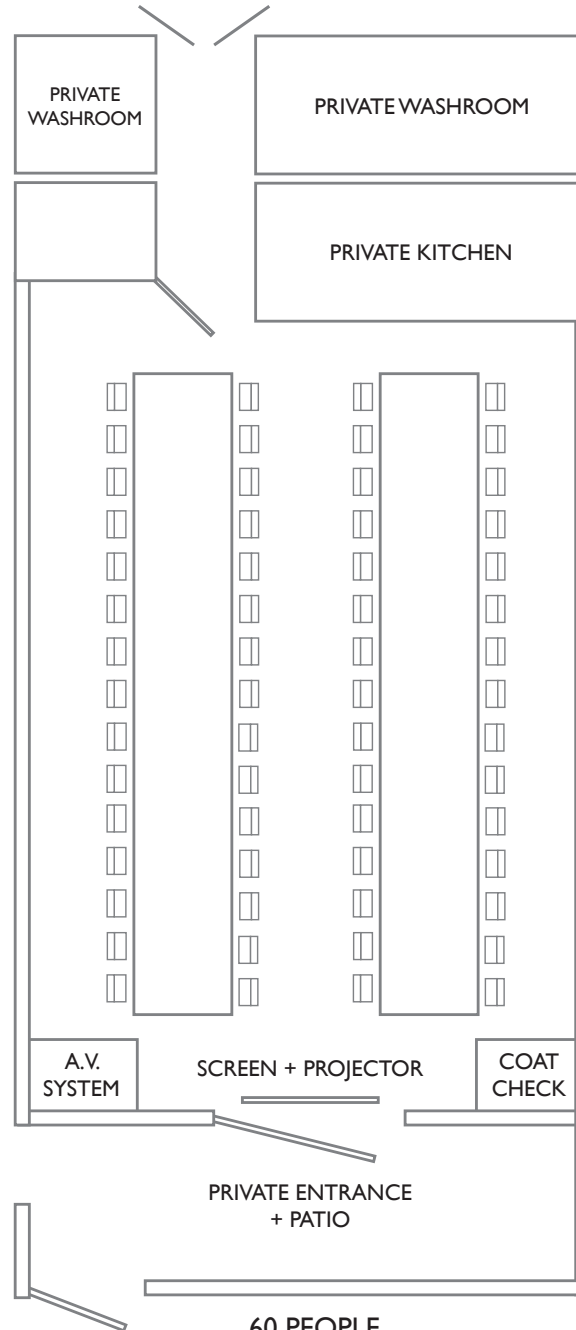 PRIVATE
WASHROOM
PRIVATE WASHROOM
PRIVATE KITCHEN
A.V.
SYSTEM
SCREEN + PROJECTOR
COAT
CHECK
PRIVATE ENTRANCE
+ PATIO
60 PEOPLE